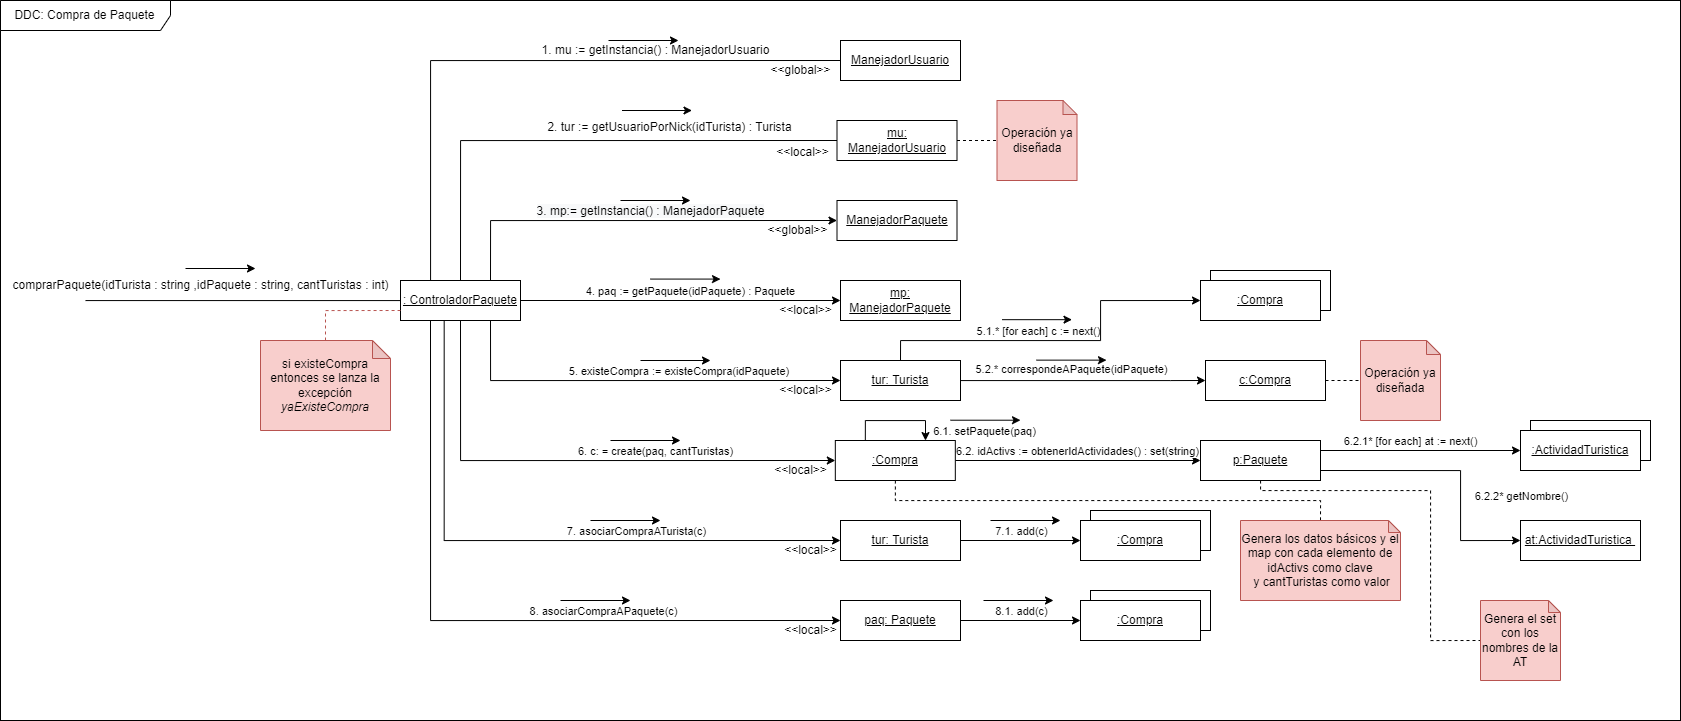 DDC: Compra de Paquete
1. mu := getInstancia() : ManejadorUsuario
<<global>>
ManejadorUsuario
2. tur := getUsuarioPorNick(idTurista) : Turista
<<local>>
mu:
ManejadorUsuario
Operación ya
diseñada
3. mp:= getInstancia() : ManejadorPaquete
<<global>>
ManejadorPaquete
comprarPaquete(idTurista : string ,idPaquete : string, cantTuristas : int)
: ControladorPaquete
4. paq := getPaquete(idPaquete) : Paquete
<<local>>
mp:
ManejadorPaquete
:Compra
5.1.* [for each] c := next()
si existeCompra
entonces se lanza la
excepción
yaExisteCompra
5. existeCompra := existeCompra(idPaquete)
<<local>>
tur: Turista
5.2.* correspondeAPaquete(idPaquete)
c:Compra
Operación ya
diseñada
6. c: = create(paq, cantTuristas)
<<local>>
:Compra
6.1. setPaquete(paq)
6.2. idActivs := obtenerIdActividades() : set(string)
p:Paquete
6.2.1* [for each] at := next()
:ActividadTuristica
6.2.2* getNombre()
at:ActividadTuristica
7. asociarCompraATurista(c)
<<local>>
tur: Turista
7.1. add(c)
:Compra
Genera los datos básicos y el
map con cada elemento de
idActivs como clave
y cantTuristas como valor
8. asociarCompraAPaquete(c)
<<local>>
paq: Paquete
8.1. add(c)
:Compra
Genera el set
con los
nombres de la
AT